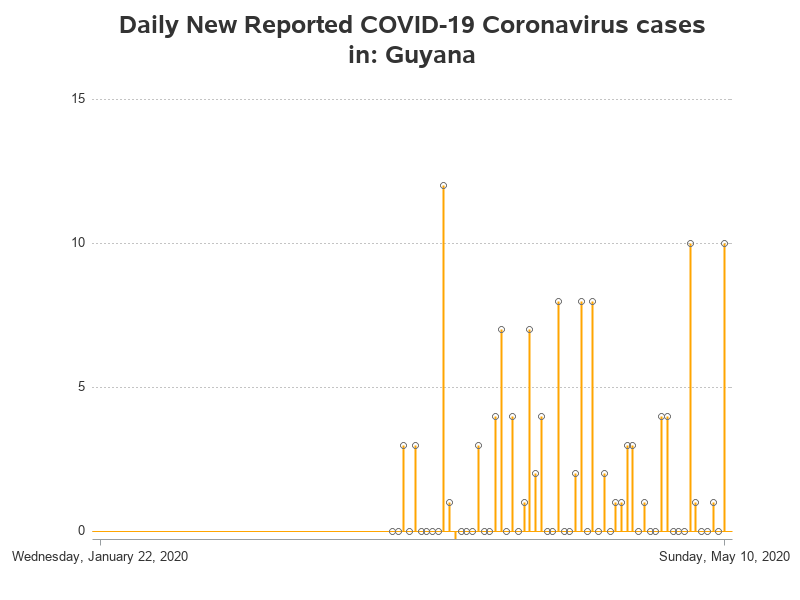 Daily New Reported COVID-19 Coronavirus cases
in: Guyana
15
10
5
0
Wednesday, January 22, 2020
Sunday, May 10, 2020